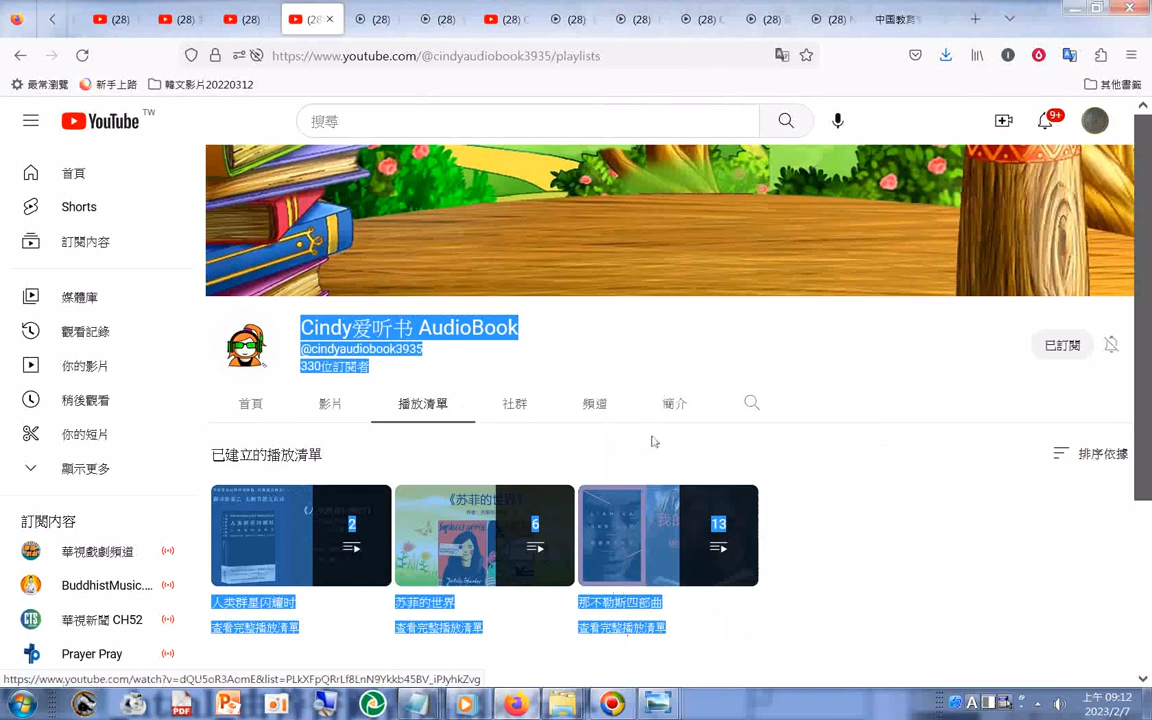 (28)
(28)
(28)
(28
(28)
(28)
(28)
(28)
(28)
(28)
(28)
(28)
中国教育
https://www.youtube.com/@cindyaudiobook3935/playlists
最常瀏覽
新手上路
韓文影片20220312
其他書籤
YouTube TW
搜尋
9+
首頁
Shorts
訂閱內容
媒體庫
觀看記錄
你的影片
稍後觀看
你的短片
顯示更多
訂閱內容
華視戲劇頻道
BuddhistMusic....
華視新聞 CH52
Prayer Pray
Cindy爱听书 AudioBook
@cindyaudiobook3935
330位訂閱者
已訂閱
首頁
影片
播放清單
社群
頻道
簡介
已建立的播放清單
排序依據
2
《苏菲的世界》
6
13
人类群星闪耀时
苏菲的世界
那不勒斯四部曲
查看完整播放清單
查看完整播放清單
查看完整播放清單
https://www.youtube.com/watch?v=dQU5oR3AomE&list=PLkXFpQRrLf8LnN9Ykkb45BV_iPJyhkZvg
上午 09:12
2023/2/7